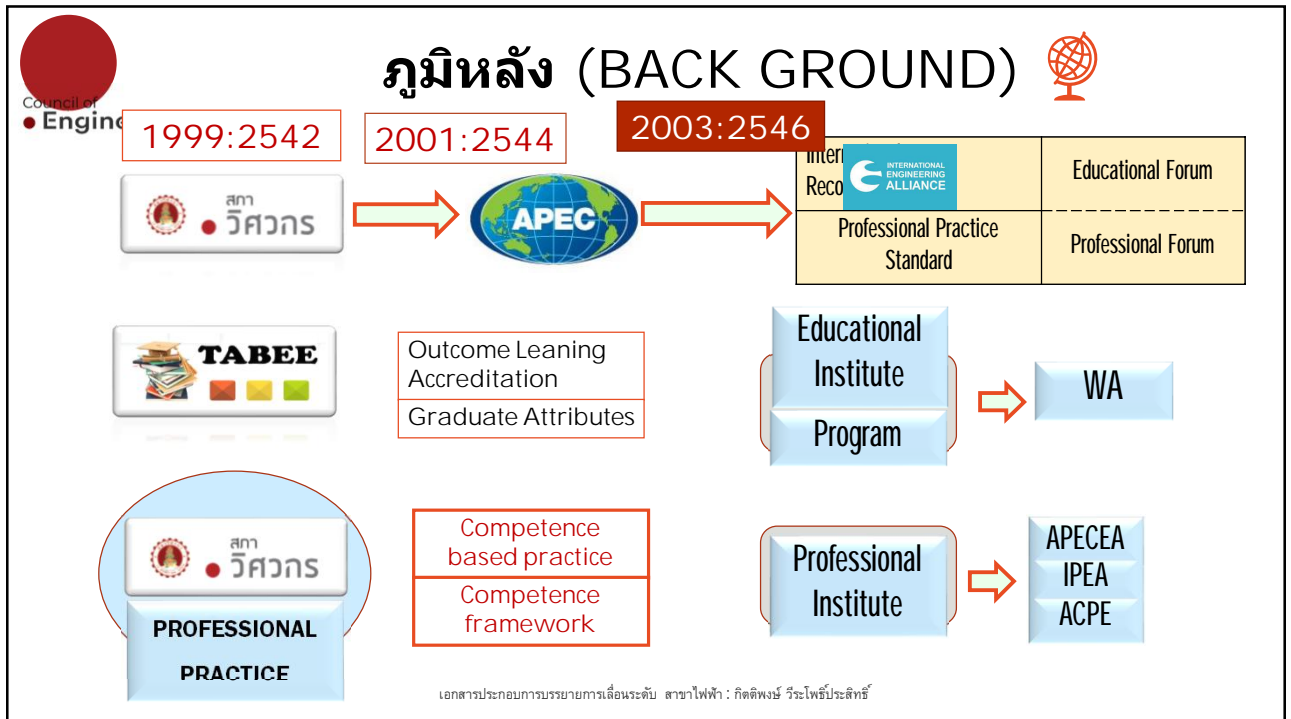 ภูมิหลัง (BACK GROUND)
Council of
Engine
1999:2542
2001:2544
2003:2546
สภา
วิศวกร
APEC
INTERNATIONAL
ENGINEERING
ALLIANCE
Educational Forum
Professional Practice
Standard
Professional Forum
TABEE
Outcome Leaning
Accreditation
Graduate Attributes
Educational
Institute
Program
WA
สภา
วิศวกร
PROFESSIONAL
PRACTICE
Competence
based practice
Competence
framework
Professional
Institute
APECEA
IPEA
ACPE
เอกสารประกอบการบรรยายการเลื่อนระดับ สาขาไฟฟ้า : กิตติพงษ์ วีระโพธิ์ประสิทธิ์